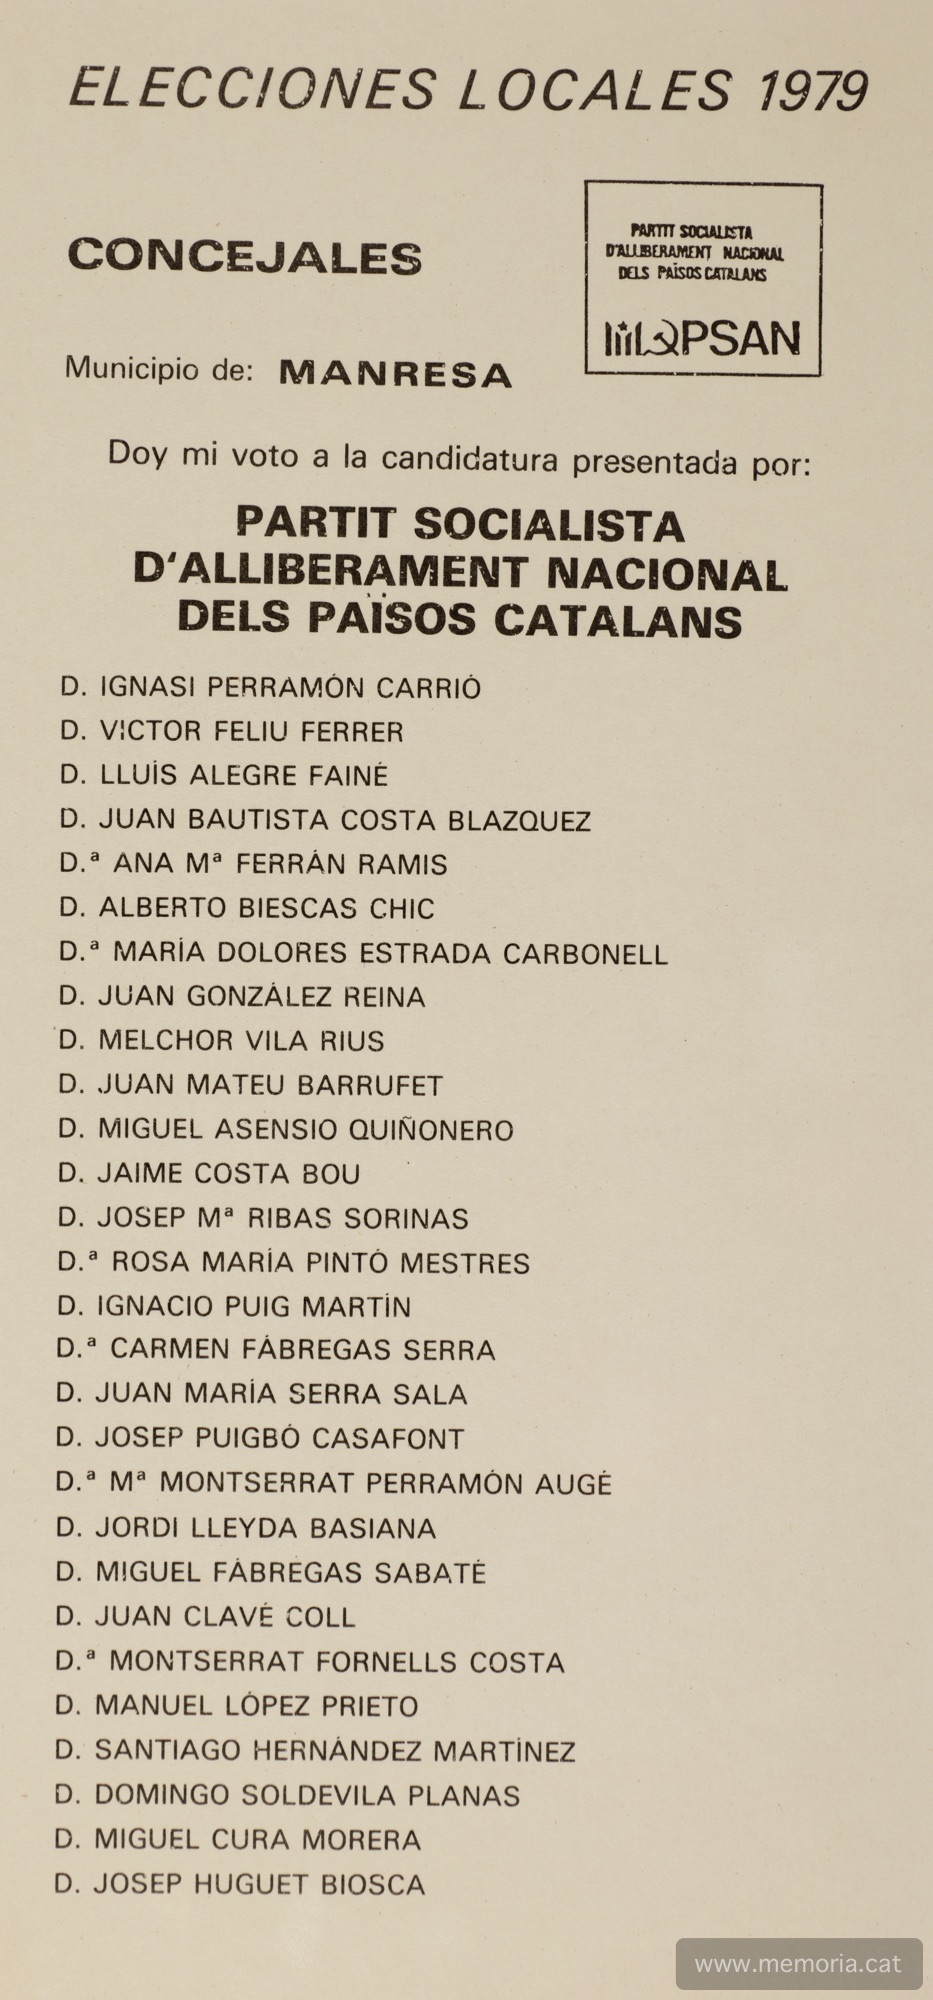 ELECCIONES LOCALES 1979
PARTIT SOCIALISTA
D'ALLIBERAMENT NACIONAL
DELS PAÏSOS CATALANS
PSAN
CONCEJALES
Municipio de: MANRESA
Doy mi voto a la candidatura presentada por:
PARTIT SOCIALISTA
D'ALLIBERAMENT NACIONAL
DELS PAÏSOS CATALANS
D. IGNASI PERRAMÓN CARRIÓ
D. VICTOR FELIU FERRER
D. LLUÍS ALEGRE FAINÉ
D. JUAN BAUTISTA COSTA BLAZQUEZ
D.ª ANA Mª FERRÁN RAMIS
D. ALBERTO BIESCAS CHIC
D.ª MARÍA DOLORES ESTRADA CARBONELL
D. JUAN GONZÁLEZ REINA
D. MELCHOR VILA RIUS
D. JUAN MATEU BARRUFET
D. MIGUEL ASENSIO QUIÑONERO
D. JAIME COSTA BOU
D. JOSEP Mª RIBAS SORINAS
D.ª ROSA MARÍA PINTÓ MESTRES
D. IGNACIO PUIG MARTÍN
D.ª CARMEN FÁBREGAS SERRA
D. JUAN MARÍA SERRA SALA
D. JOSEP PUIGBÓ CASAFONT
D.ª Mª MONTSERRAT PERRAMÓN AUGÉ
D. JORDI LLEYDA BASIANA
D. MIGUEL FÁBREGAS SABATÉ
D. JUAN CLAVÉ COLL
D.ª MONTSERRAT FORNELLS COSTA
D. MANUEL LÓPEZ PRIETO
D. SANTIAGO HERNÁNDEZ MARTÍNEZ
D. DOMINGO SOLDEVILA PLANAS
D. MIGUEL CURA MORERA
D. JOSEP HUGUET BIOSCA
www.memoria.cat